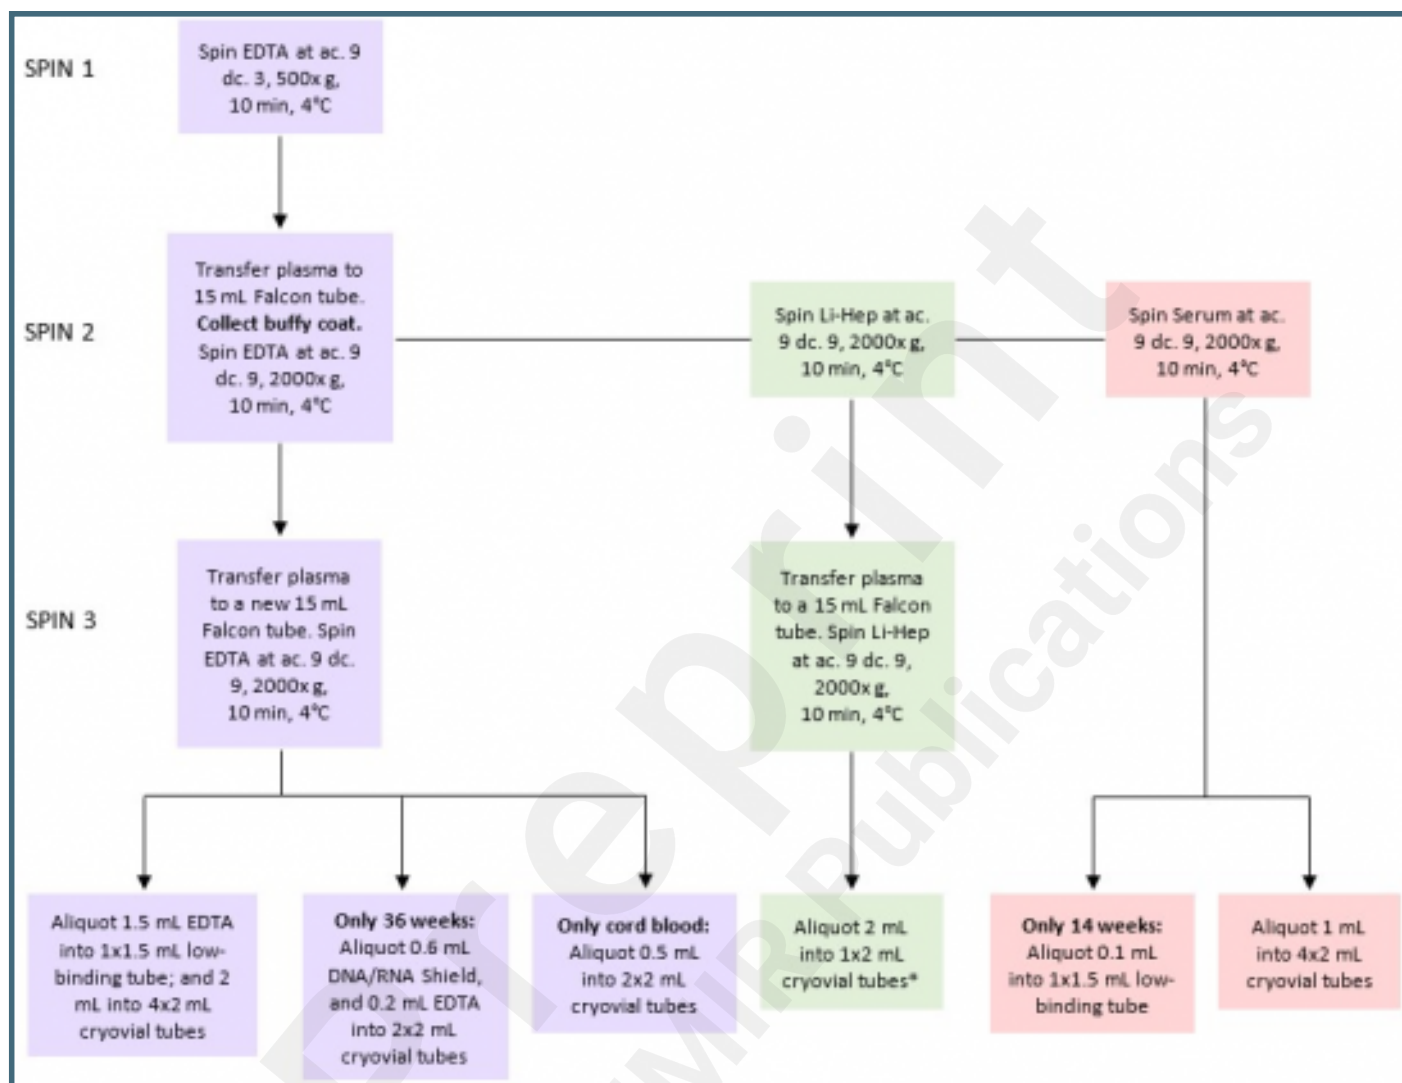 SPIN 1
Spin EDTA at ac. 9
dc. 3, 500x g,
10 min, 4°C
SPIN 2
Transfer plasma to
15 mL Falcon tube.
Collect buffy coat.
Spin EDTA at ac. 9
dc. 9, 2000x g,
10 min, 4°C
Spin Li-Hep at ac.
9 dc. 9, 2000x g,
10 min, 4°C
Spin Serum at ac.
9 dc. 9, 2000x g,
10 min, 4°C
SPIN 3
Transfer plasma
to a new 15 mL
Falcon tube. Spin
EDTA at ac. 9 dc.
9, 2000x g,
10 min, 4°C
Transfer plasma
to a 15 mL Falcon
tube. Spin Li-Hep
at ac. 9 dc. 9,
2000x g,
10 min, 4°C
Aliquot 1.5 mL EDTA
into 1x1.5 mL low-
binding tube; and 2
mL into 4x2 mL
cryovial tubes
Only 36 weeks:
Aliquot 0.6 mL
DNA/RNA Shield,
and 0.2 mL EDTA
into 2x2 mL
cryovial tubes
Only cord blood:
Aliquot 0.5 mL
into 2x2 mL
cryovial tubes
Aliquot 2 mL
into 1x2 mL
cryovial tubes*
Only 14 weeks:
Aliquot 0.1 mL
into 1x1.5 mL low-
binding tube
Aliquot 1 mL
into 4x2 mL
cryovial tubes
Preprint
JMIR Publications